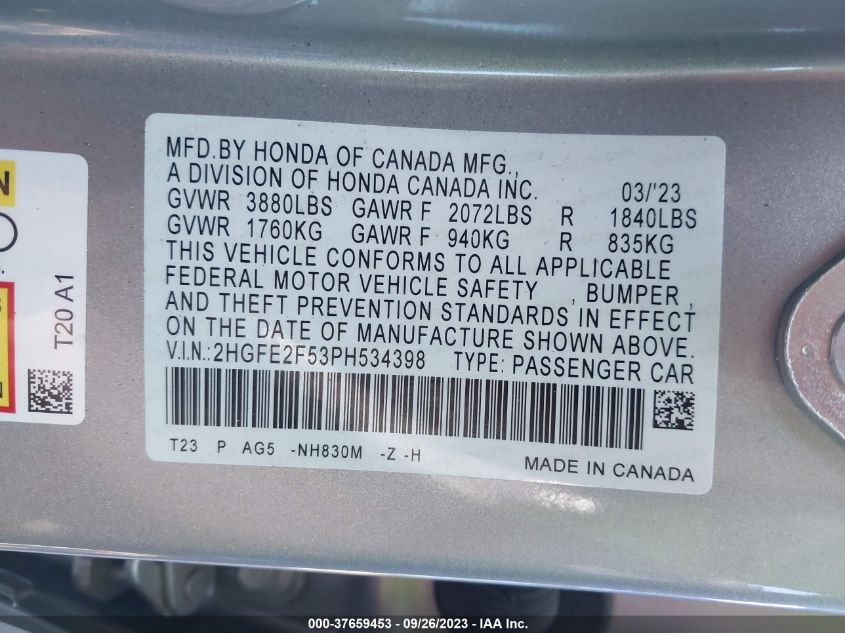 MFD.BY HONDA OF CANADA MFG.,
A DIVISION OF HONDA CANADA INC. 03/'23
GVWR 3880LBS GAWR F 2072LBS R 1840LBS
GVWR 1760KG GAWR F 940KG R 835KG
THIS VEHICLE CONFORMS TO ALL APPLICABLE
FEDERAL MOTOR VEHICLE SAFETY , BUMPER ,
AND THEFT PREVENTION STANDARDS IN EFFECT
ON THE DATE OF MANUFACTURE SHOWN ABOVE.
V.I.N.:2HGFE2F53PH534398 TYPE: PASSENGER CAR
T23 P AG5 -NH830M -Z -H
MADE IN CANADA
T20 A1
N
N
000-37659453 - 09/26/2023 - IAA Inc.